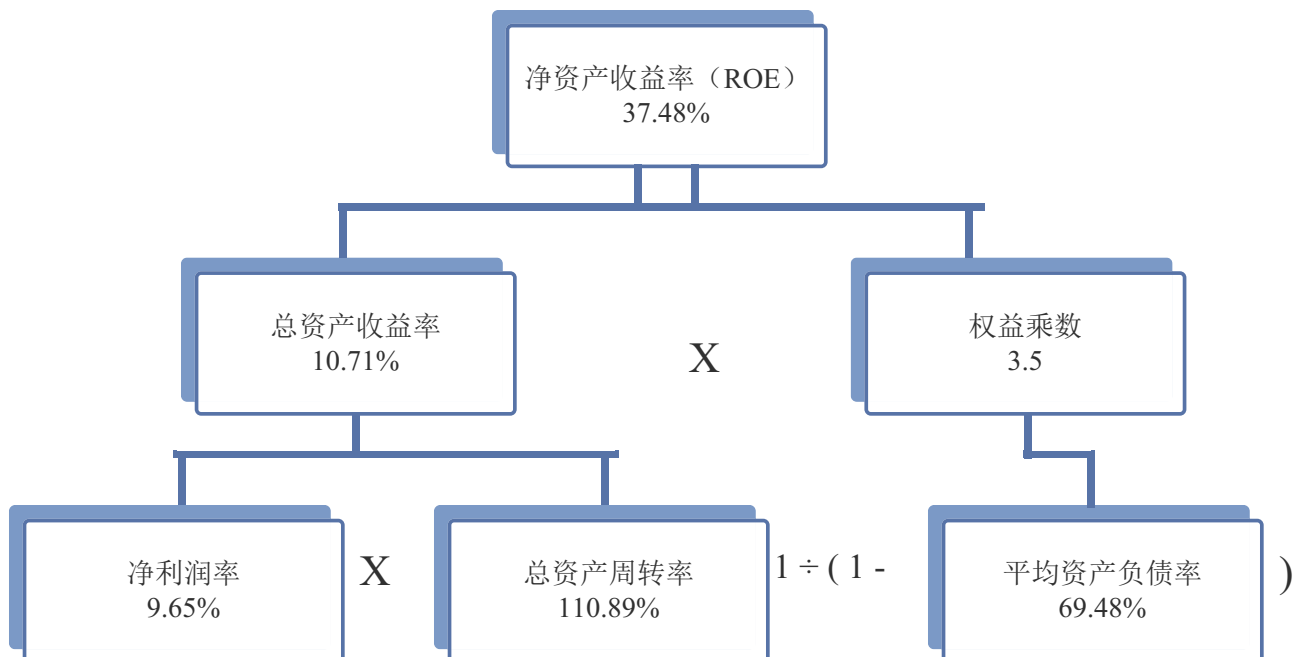 净资产收益率（ROE）
37.48%
总资产收益率
10.71%
X
权益乘数
3.5
净利润率
9.65%
X
总资产周转率
110.89%
1 ÷ ( 1 -
平均资产负债率
69.48%
)